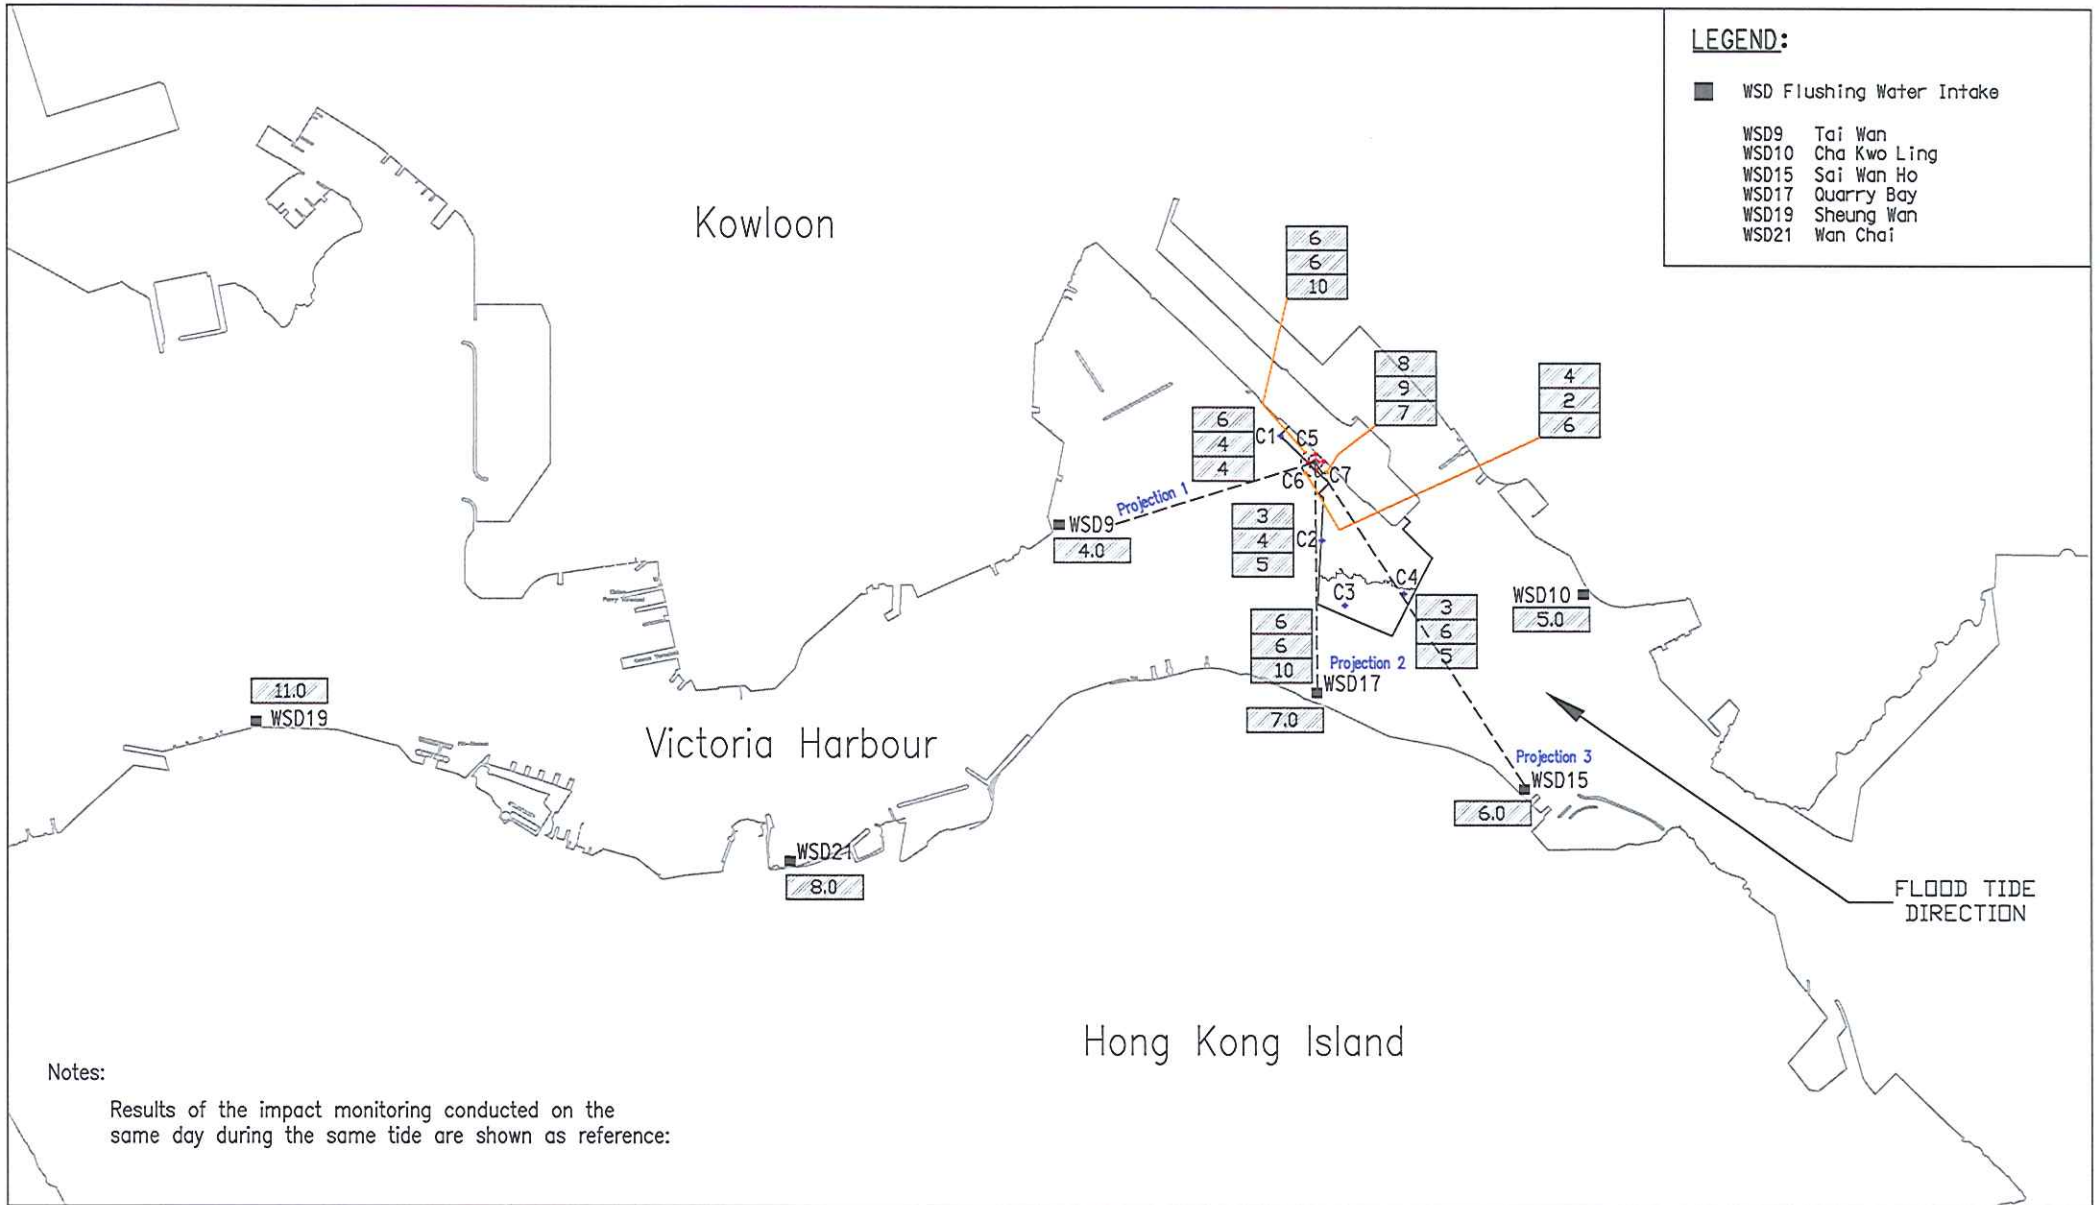 LEGEND:
WSD Flushing Water Intake
WSD9 Tai Wan
WSD10 Cha Kwo Ling
WSD15 Sai Wan Ho
WSD17 Quarry Bay
WSD19 Sheung Wan
WSD21 Wan Chai
Kowloon
6
6
10
8
9
7
4
2
6
6
4
4
C1
C5
C6
C7
Projection 1
WSD9
4.0
3
4
5
C2
C3
C4
WSD10
5.0
3
6
5
6
6
10
Projection 2
WSD17
7.0
11.0
WSD19
Victoria Harbour
Projection 3
WSD15
6.0
WSD21
8.0
FLOOD TIDE
DIRECTION
Hong Kong Island
Notes:
Results of the impact monitoring conducted on the
same day during the same tide are shown as reference: